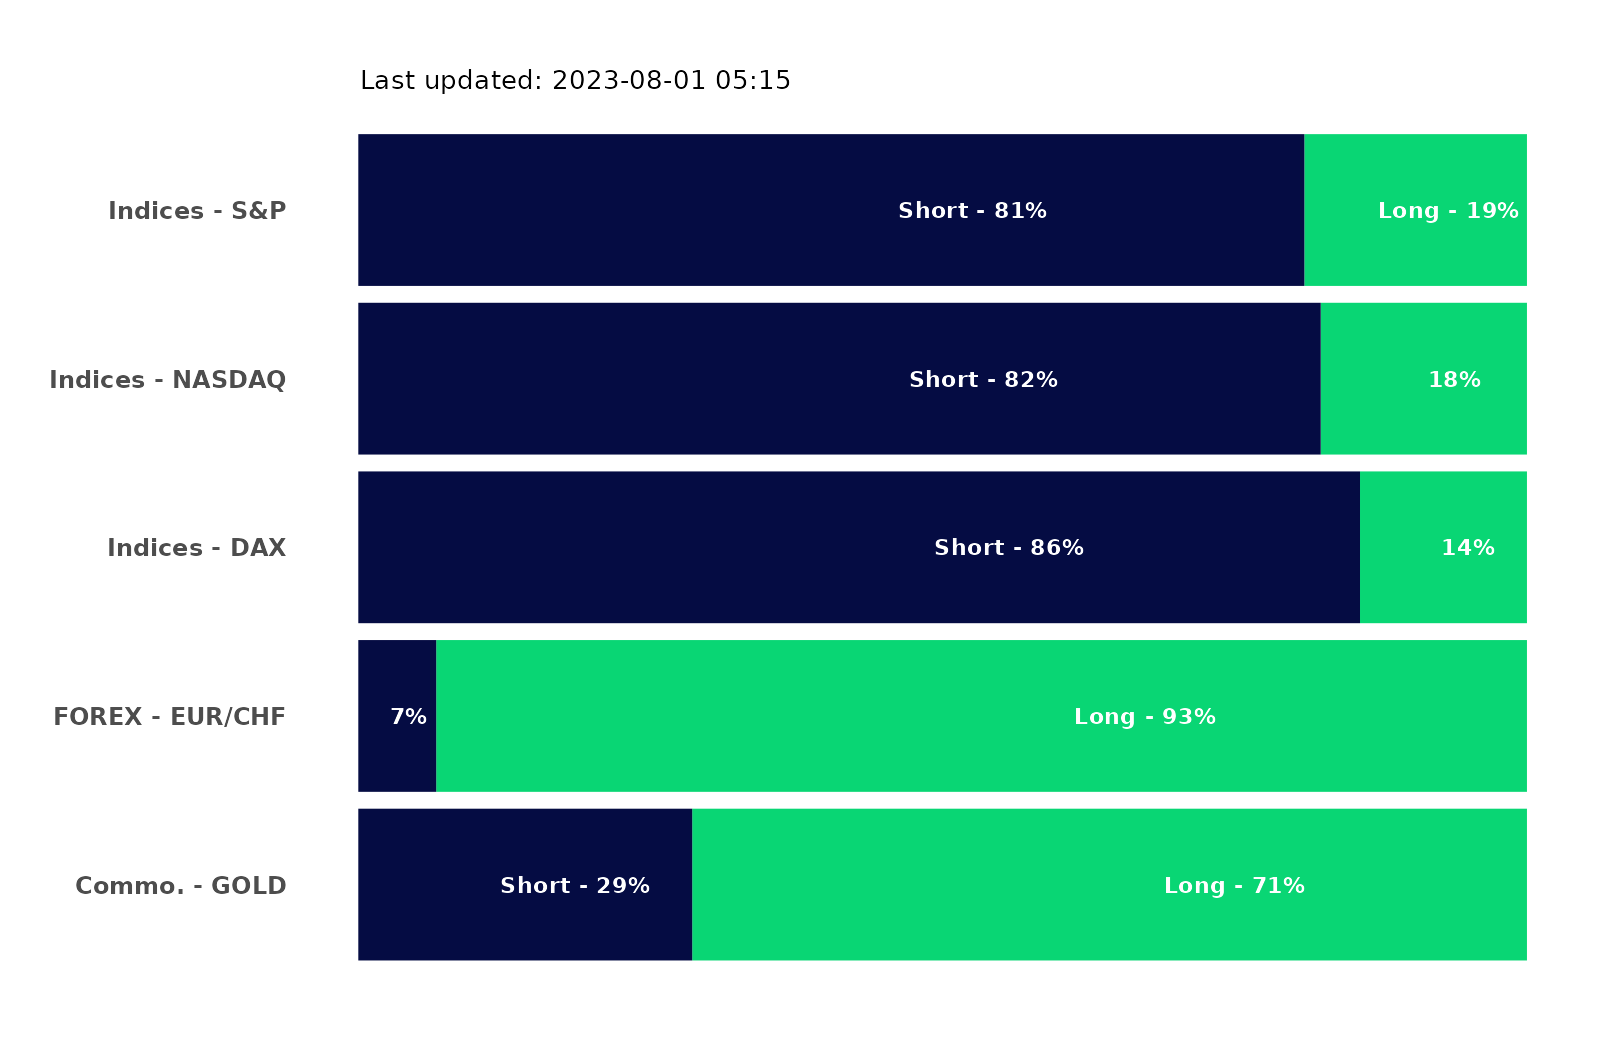 Last updated: 2023-08-01 05:15
Indices - S&P Short - 81% Long - 19%
Indices - NASDAQ Short - 82% 18%
Indices - DAX Short - 86% 14%
FOREX - EUR/CHF 7% Long - 93%
Commo. - GOLD Short - 29% Long - 71%